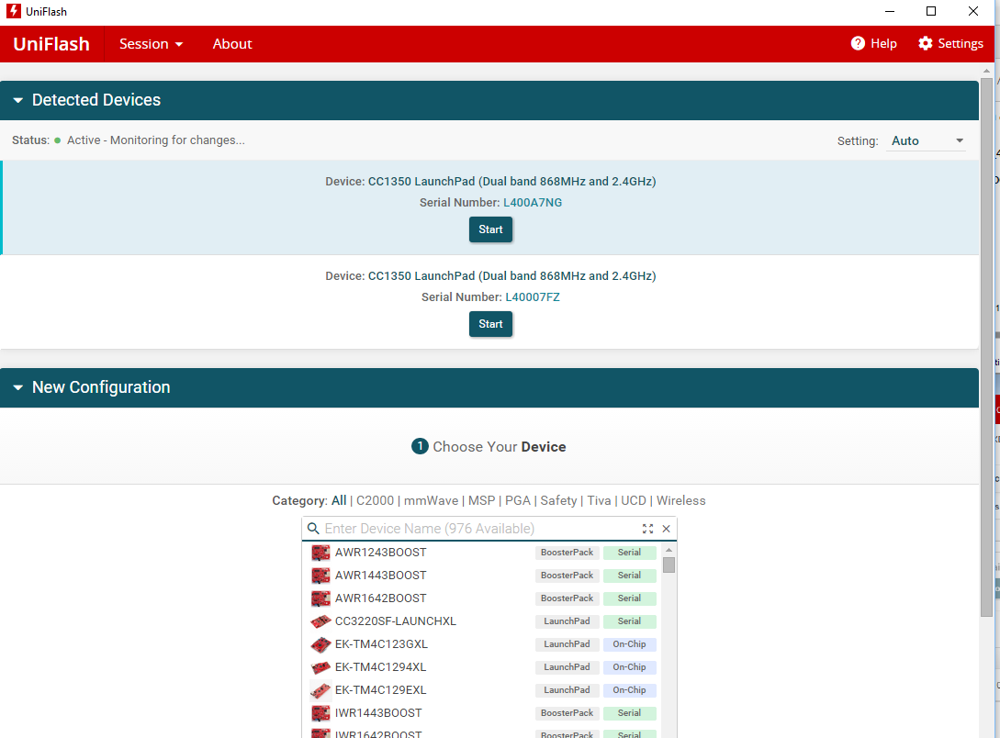 UniFlash
UniFlash Session About Help Settings
Detected Devices
Status: Active - Monitoring for changes... Setting: Auto
Device: CC1350 LaunchPad (Dual band 868MHz and 2.4GHz)
Serial Number: L400A7NG
Start
Device: CC1350 LaunchPad (Dual band 868MHz and 2.4GHz)
Serial Number: L40007FZ
Start
New Configuration
1 Choose Your Device
Category: All | C2000 | mmWave | MSP | PGA | Safety | Tiva | UCD | Wireless
Enter Device Name (976 Available)
AWR1243BOOST BoosterPack Serial
AWR1443BOOST BoosterPack Serial
AWR1642BOOST BoosterPack Serial
CC3220SF-LAUNCHXL LaunchPad Serial
EK-TM4C123GXL LaunchPad On-Chip
EK-TM4C1294XL LaunchPad On-Chip
EK-TM4C129EXL LaunchPad On-Chip
IWR1443BOOST BoosterPack Serial
IWR1642BOOST BoosterPack Serial